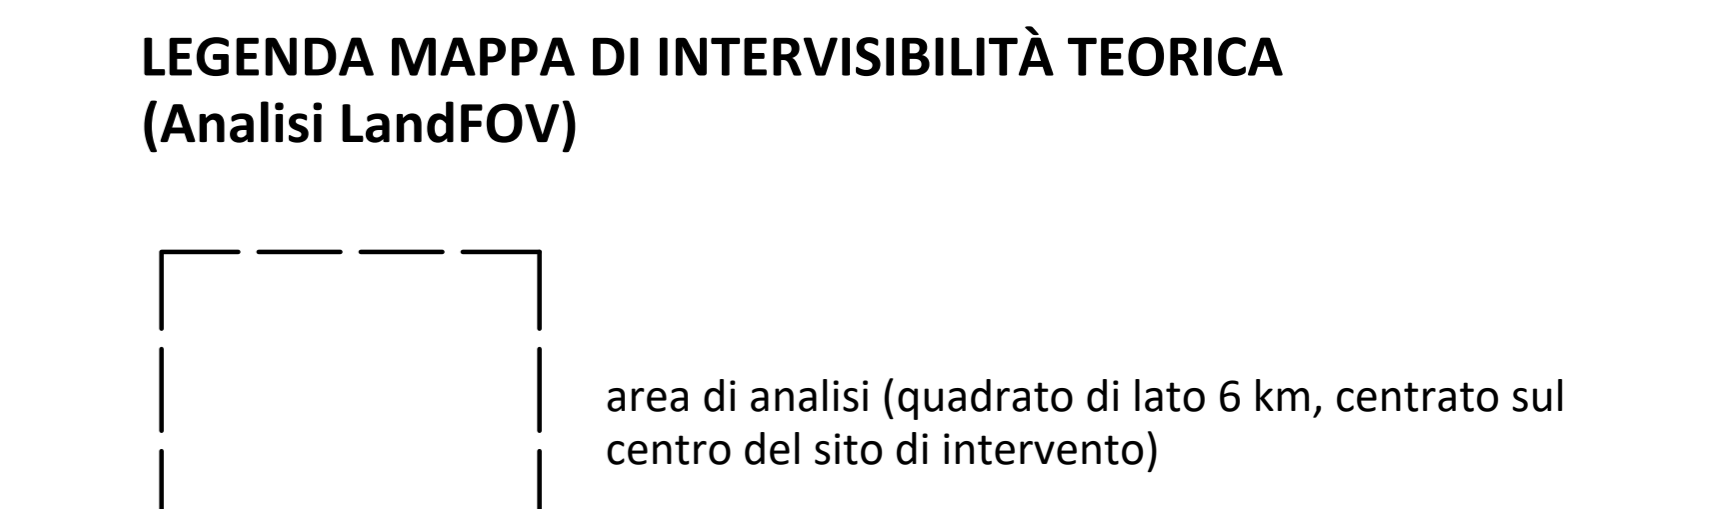 LEGENDA MAPPA DI INTERVISIBILITÀ TEORICA
(Analisi LandFOV)
area di analisi (quadrato di lato 6 km, centrato sul
centro del sito di intervento)